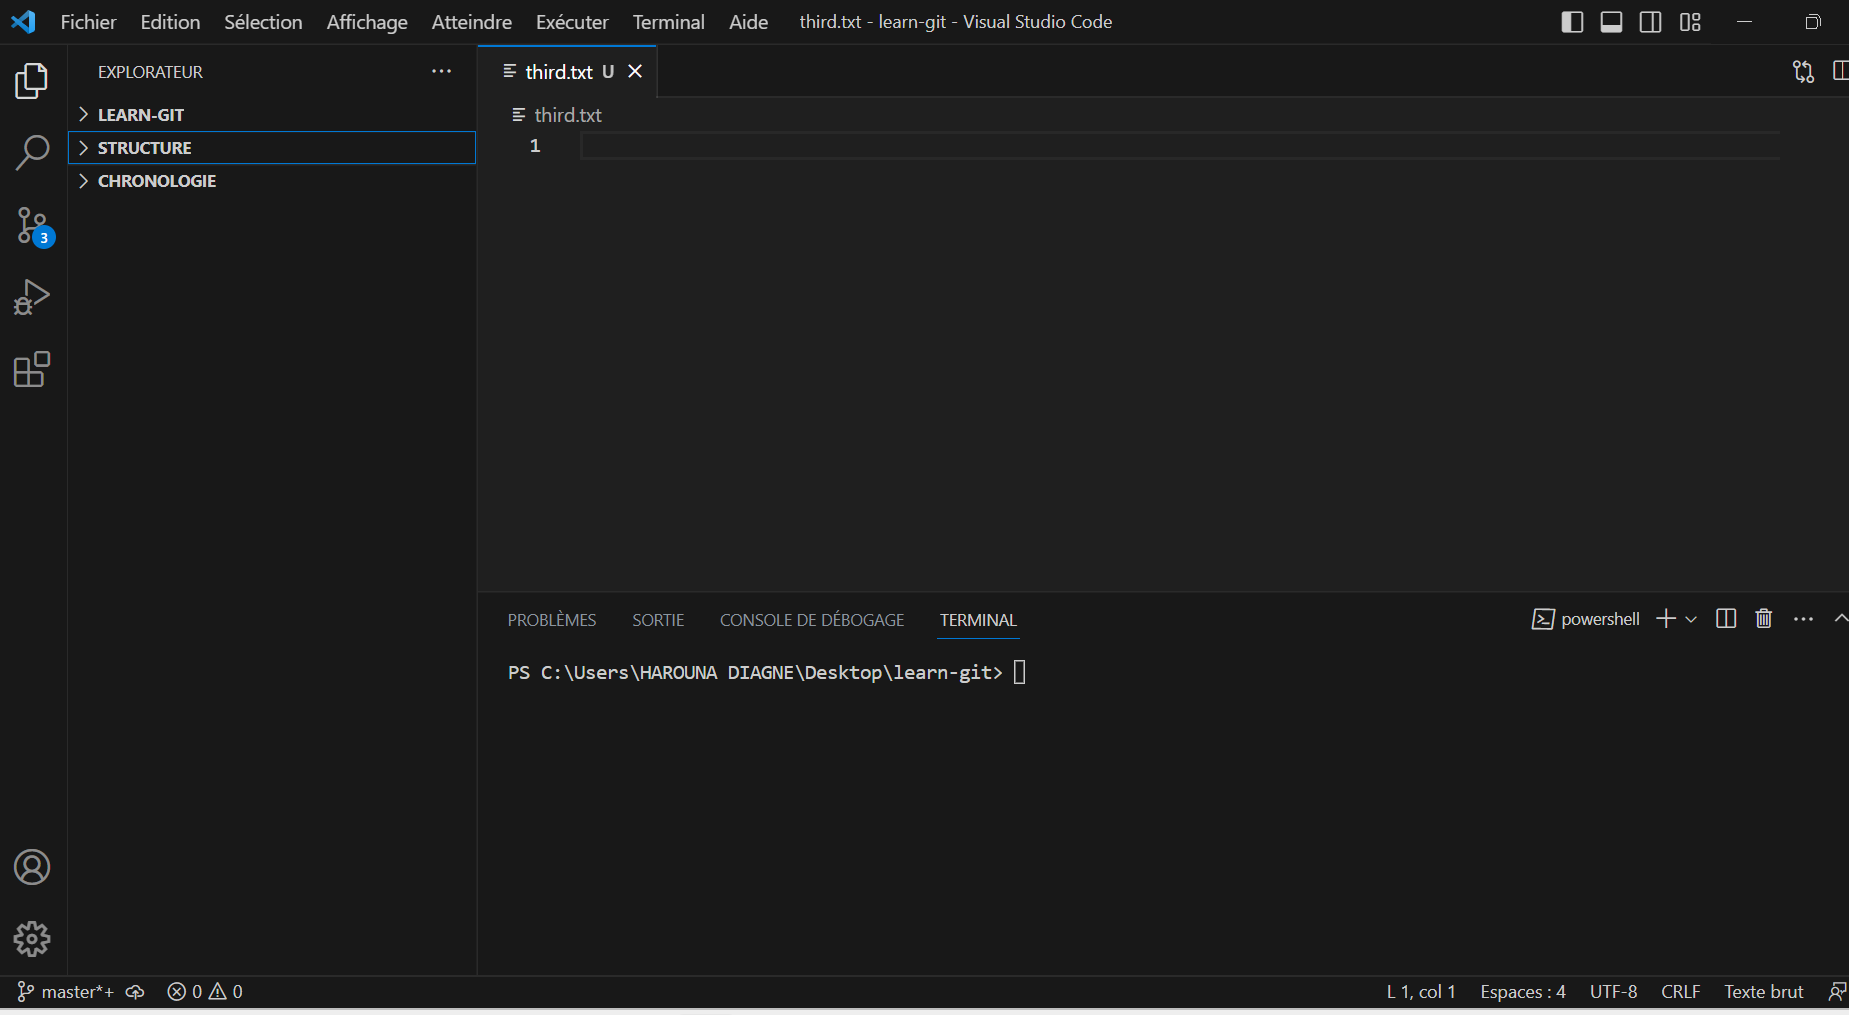 Fichier Edition Sélection Affichage Atteindre Exécuter Terminal Aide third.txt - learn-git - Visual Studio Code
EXPLORATEUR
LEARN-GIT
STRUCTURE
CHRONOLOGIE
3
third.txt U
third.txt
1
PROBLÈMES SORTIE CONSOLE DE DÉBOGAGE TERMINAL
powershell
PS C:\Users\HAROUNA DIAGNE\Desktop\learn-git>
master*+ 0 0 L 1, col 1 Espaces : 4 UTF-8 CRLF Texte brut